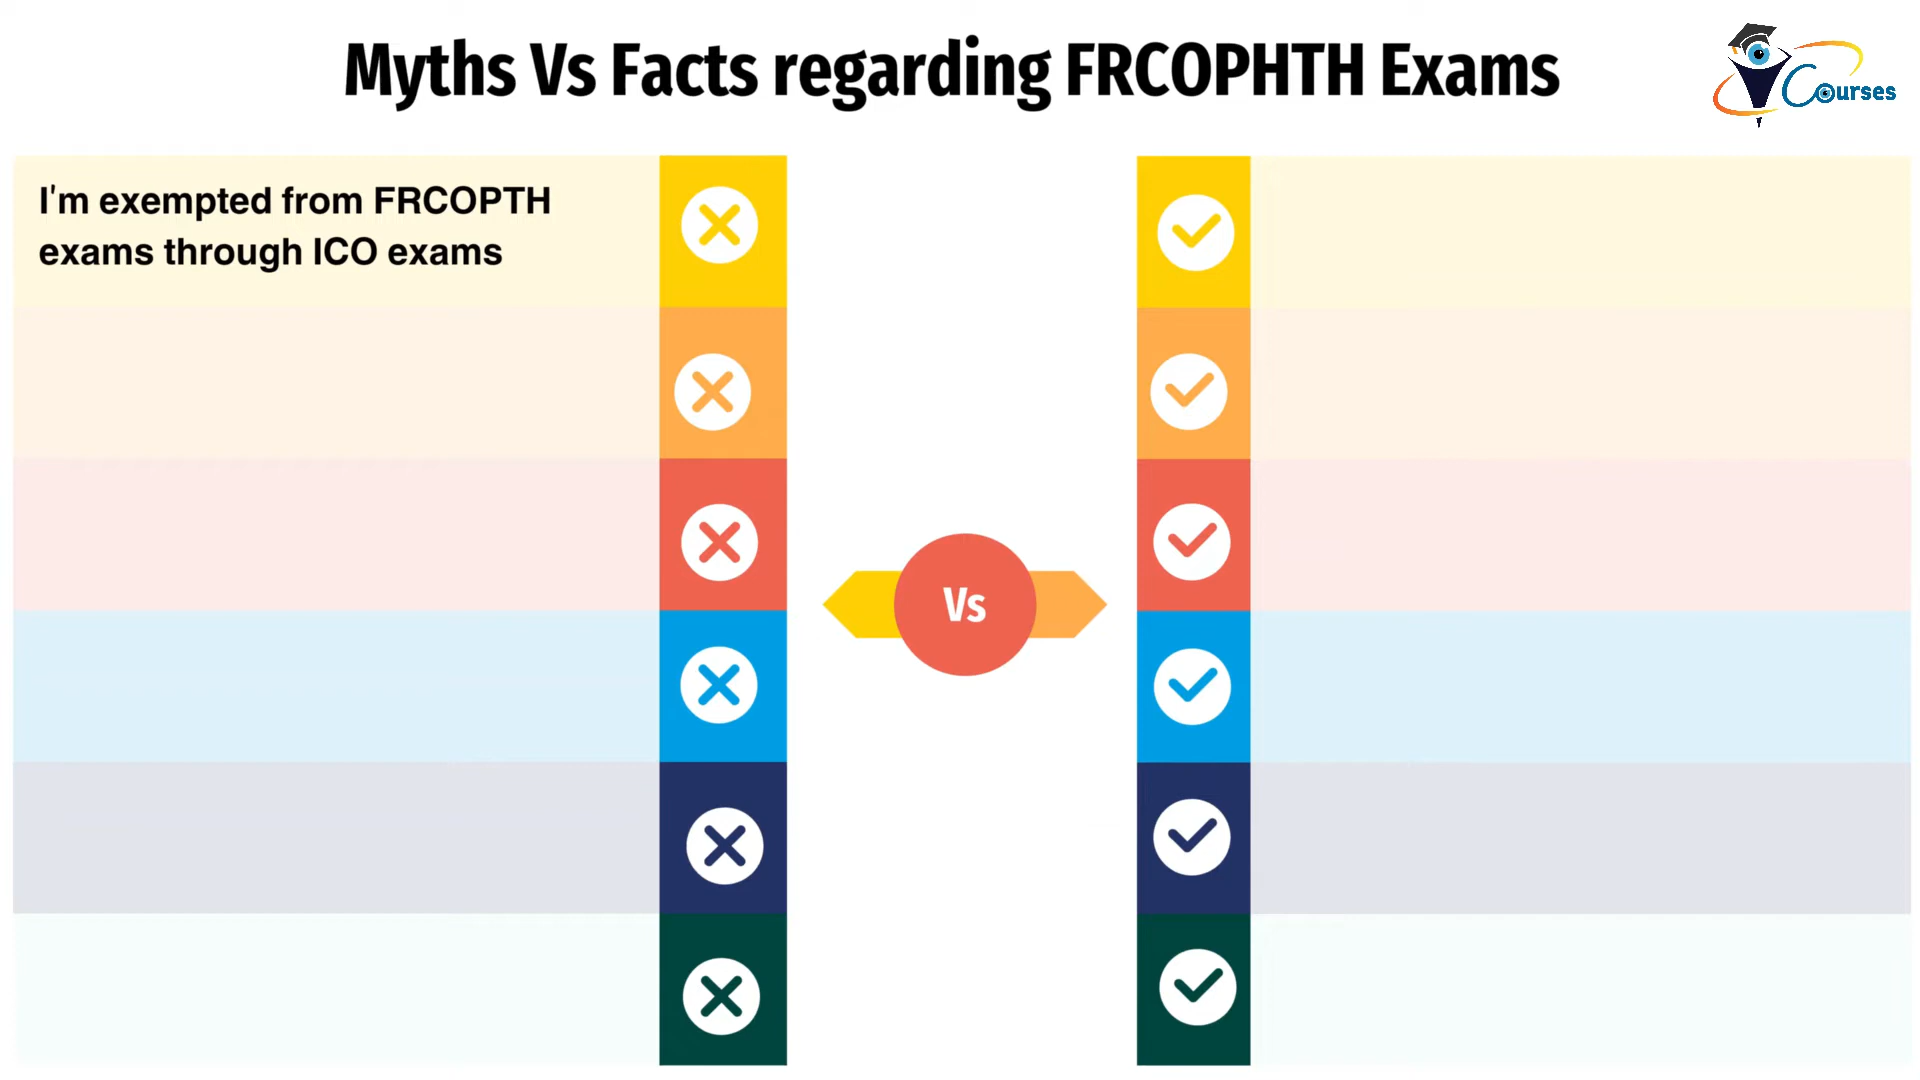 Myths Vs Facts regarding FRCOPHTH Exams
Courses
I'm exempted from FRCOPTH
exams through ICO exams
Vs